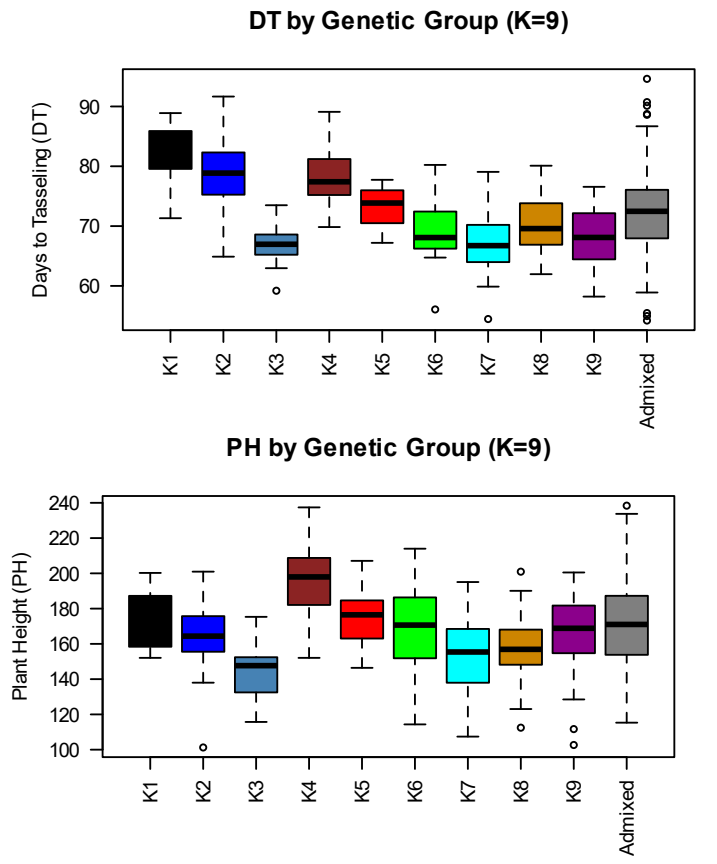 DT by Genetic Group (K=9)
Days to Tasseling (DT)
90
80
70
60
K1
K2
K3
K4
K5
K6
K7
K8
K9
Admixed
PH by Genetic Group (K=9)
Plant Height (PH)
240
220
200
180
160
140
120
100
K1
K2
K3
K4
K5
K6
K7
K8
K9
Admixed